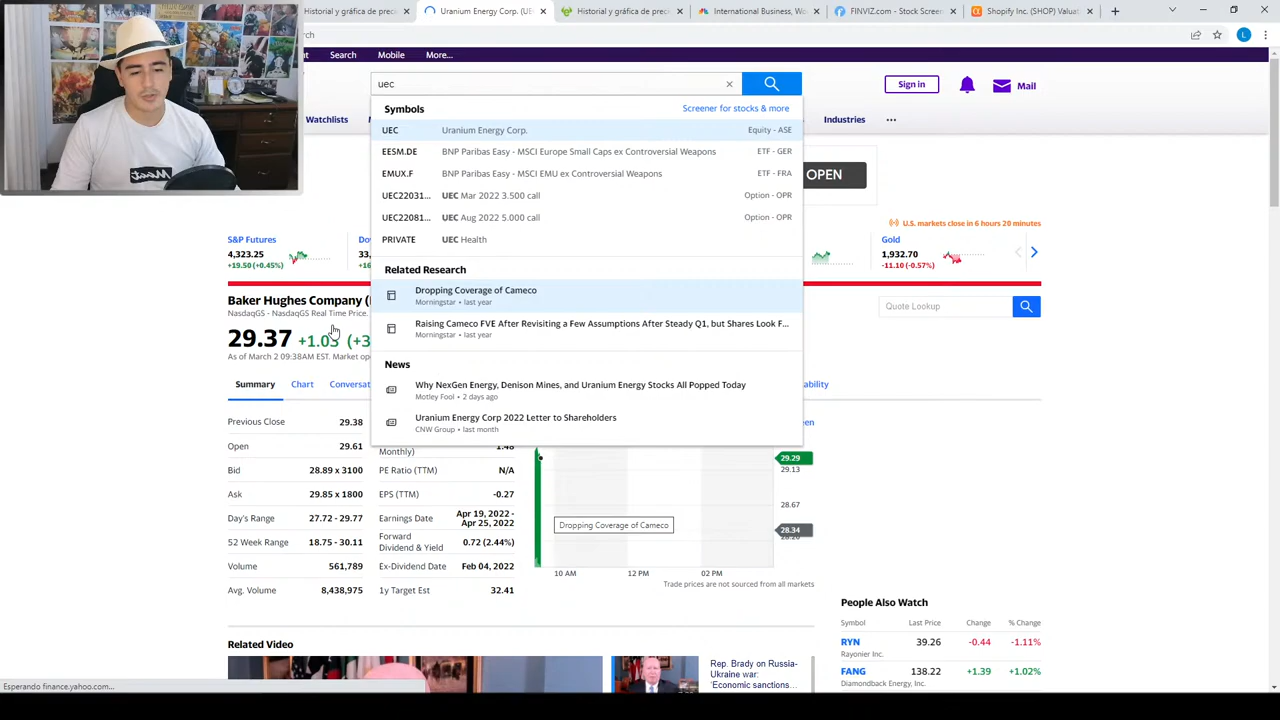 Historial y gráfica de prec
Uranium Energy Corp. (U
Historial y gráfica de prec
International Business, Wo
FINVIZ.com - Stock Screen
Shopify Inc. (SHOP) Valuat
Search
Mobile
More...
uec
Sign in
Mail
Symbols
Screener for stocks & more
Watchlists
Industries
UEC Uranium Energy Corp. Equity - ASE
EESM.DE BNP Paribas Easy - MSCI Europe Small Caps ex Controversial Weapons ETF - GER
EMUX.F BNP Paribas Easy - MSCI EMU ex Controversial Weapons ETF - FRA
UEC22031... UEC Mar 2022 3.500 call Option - OPR
UEC22081... UEC Aug 2022 5.000 call Option - OPR
PRIVATE UEC Health
OPEN
U.S. markets close in 6 hours 20 minutes
S&P Futures
4,323.25
+19.50 (+0.45%)
Gold
1,932.70
-11.10 (-0.57%)
Related Research
Dropping Coverage of Cameco
Morningstar • last year
Raising Cameco FVE After Revisiting a Few Assumptions After Steady Q1, but Shares Look F...
Morningstar • last year
News
Why NexGen Energy, Denison Mines, and Uranium Energy Stocks All Popped Today
Motley Fool • 2 days ago
Uranium Energy Corp 2022 Letter to Shareholders
CNW Group • last month
Baker Hughes Company (
NasdaqGS - NasdaqGS Real Time Price.
Quote Lookup
29.37 +1.03 (+3
As of March 2 09:38AM EST. Market op
Summary
Chart
Conversat
Previous Close 29.38
Open 29.61
Monthly) 1.48
Bid 28.89 x 3100
PE Ratio (TTM) N/A
Ask 29.85 x 1800
EPS (TTM) -0.27
Day's Range 27.72 - 29.77
Earnings Date Apr 19, 2022 -
Apr 25, 2022
52 Week Range 18.75 - 30.11
Forward
Dividend & Yield 0.72 (2.44%)
Volume 561,789
Ex-Dividend Date Feb 04, 2022
Avg. Volume 8,438,975
1y Target Est 32.41
29.29
29.13
28.67
28.34
Dropping Coverage of Cameco
10 AM
12 PM
02 PM
Trade prices are not sourced from all markets
People Also Watch
Symbol Last Price Change % Change
RYN 39.26 -0.44 -1.11%
Rayonier Inc.
FANG 138.22 +1.39 +1.02%
Diamondback Energy, Inc.
Related Video
Rep. Brady on Russia-
Ukraine war:
'Economic sanctions...
Esperando finance.yahoo.com...